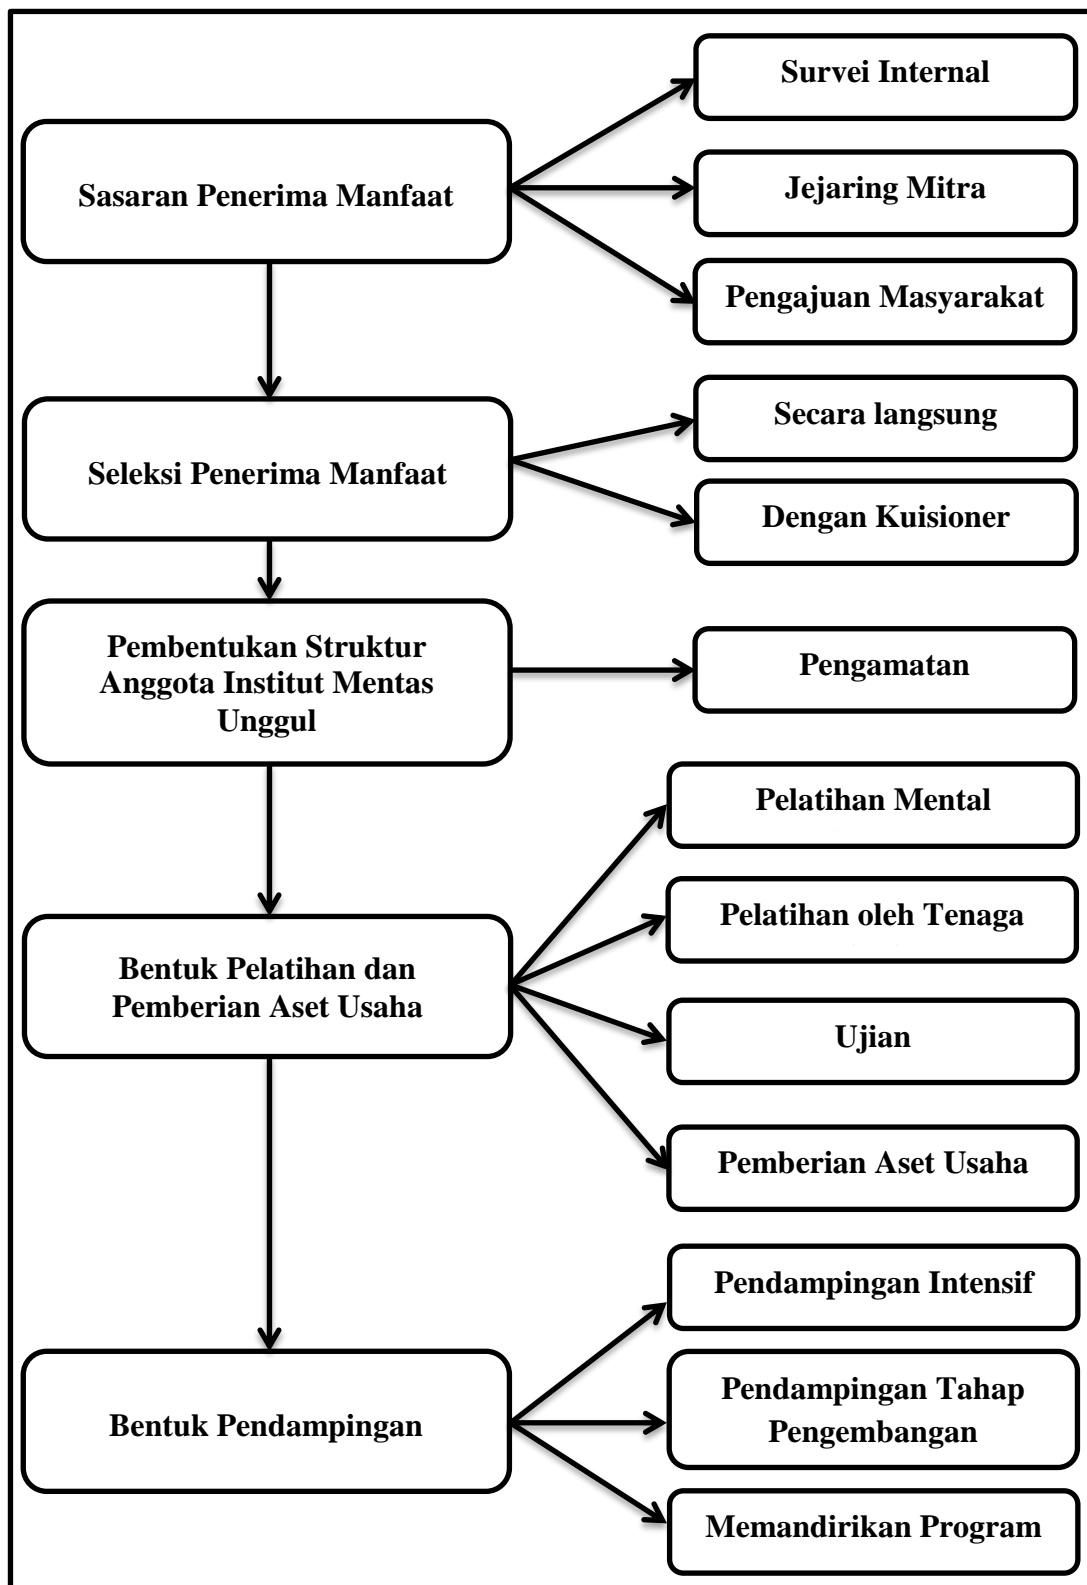 Sasaran Penerima Manfaat
Survei Internal
Jejaring Mitra
Pengajuan Masyarakat
Seleksi Penerima Manfaat
Secara langsung
Dengan Kuisioner
Pembentukan Struktur
Anggota Institut Mentas
Unggul
Pengamatan
Bentuk Pelatihan dan
Pemberian Aset Usaha
Pelatihan Mental
Pelatihan oleh Tenaga
Ujian
Pemberian Aset Usaha
Bentuk Pendampingan
Pendampingan Intensif
Pendampingan Tahap
Pengembangan
Memandirikan Program